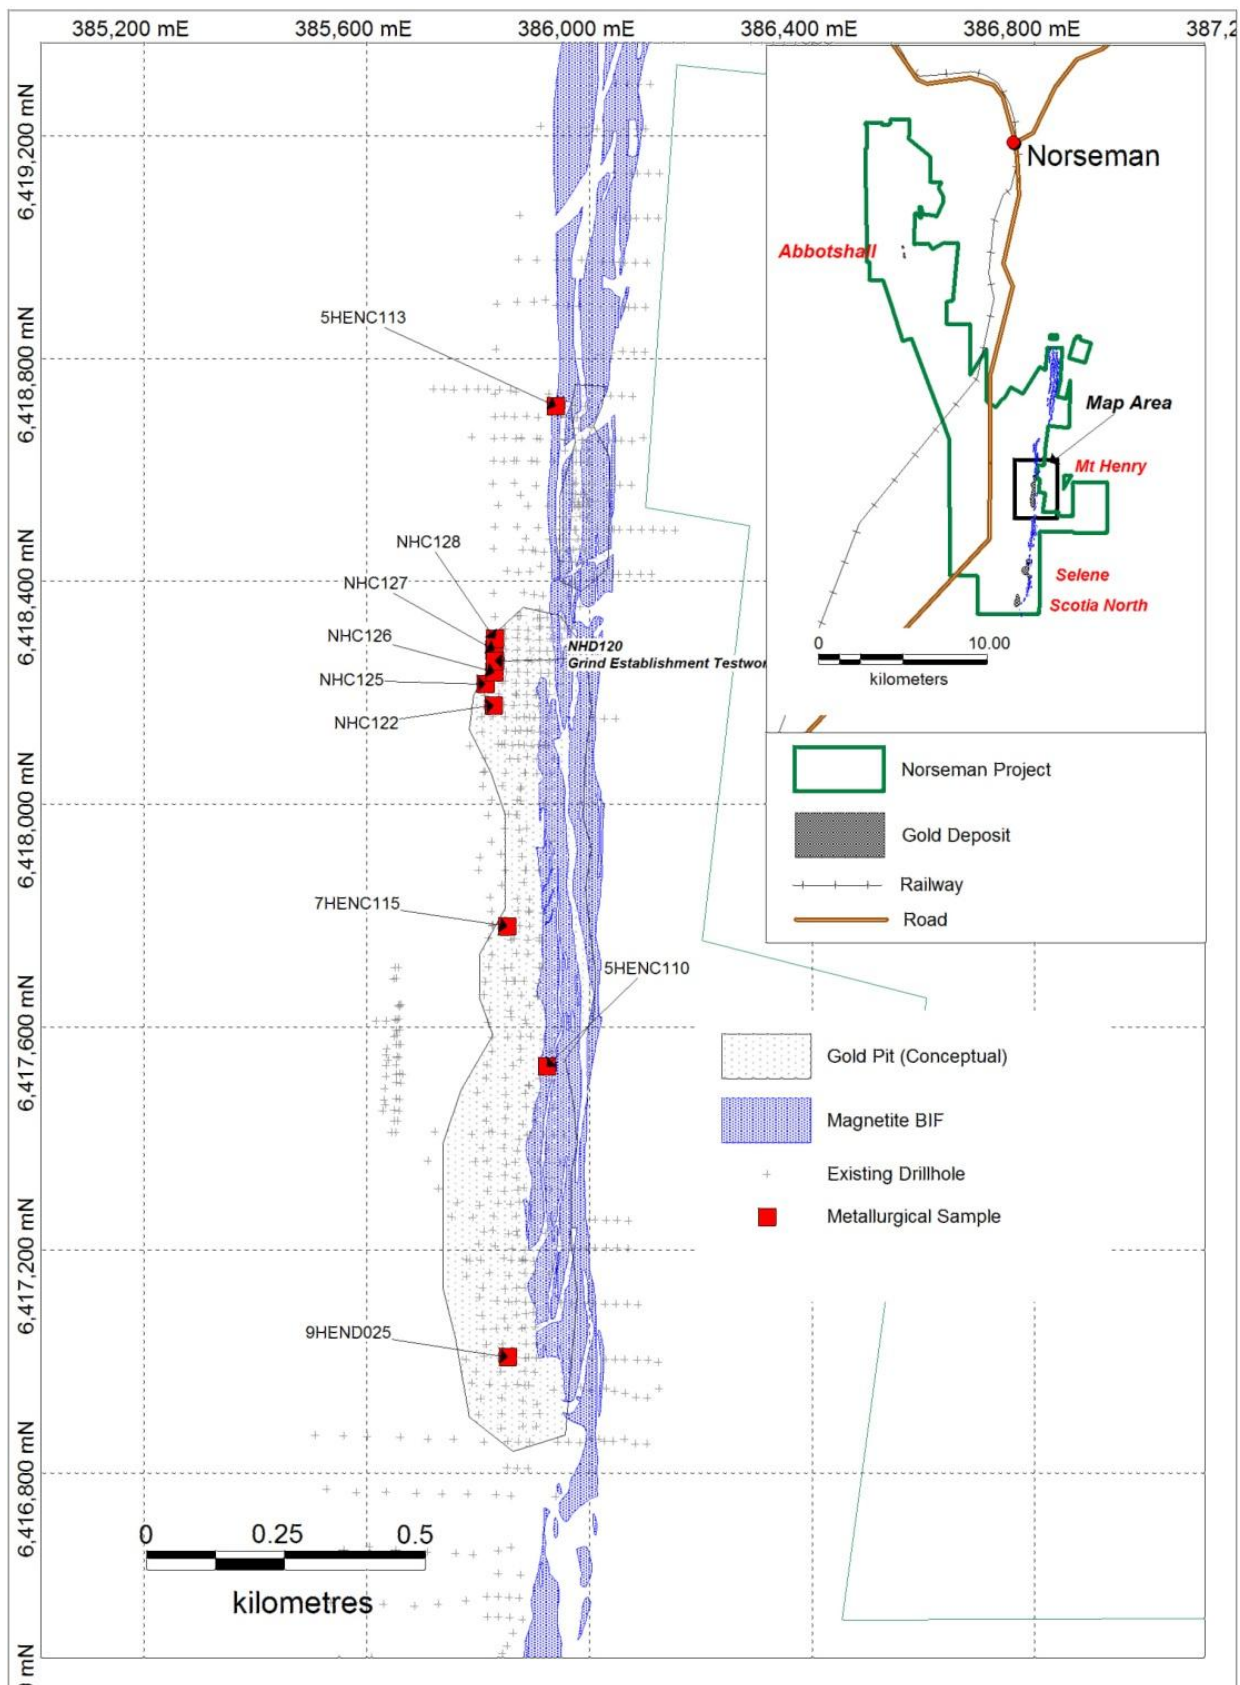 385,200 mE 385,600 mE 386,000 mE 386,400 mE 386,800 mE 387,2
6,419,200 mN
6,418,800 mN
6,418,400 mN
6,418,000 mN
6,417,600 mN
6,417,200 mN
6,416,800 mN
0 mN
Norseman
Abbotshall
Map Area
Mt Henry
Selene
Scotia North
0 10.00
kilometers
5HENC113
NHC128
NHC127
NHC126
NHC125
NHC122
NHD120
Grind Establishment Testwor
7HENC115
5HENC110
9HEND025
Norseman Project
Gold Deposit
Railway
Road
Gold Pit (Conceptual)
Magnetite BIF
Existing Drillhole
Metallurgical Sample
0 0.25 0.5
kilometres